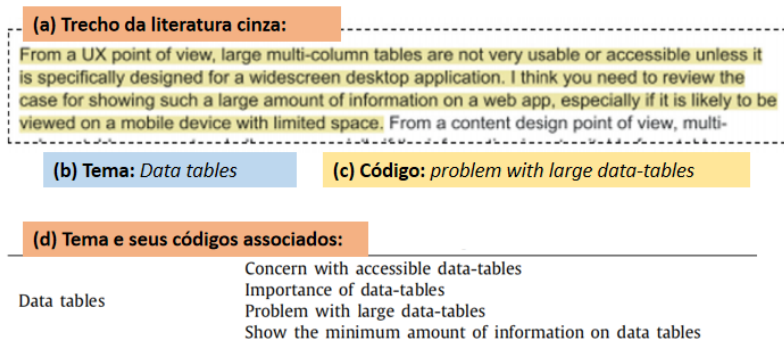 (a) Trecho da literatura cinza:
From a UX point of view, large multi-column tables are not very usable or accessible unless it
is specifically designed for a widescreen desktop application. I think you need to review the
case for showing such a large amount of information on a web app, especially if it is likely to be
viewed on a mobile device with limited space. From a content design point of view, multi-
(b) Tema: Data tables
(c) Código: problem with large data-tables
(d) Tema e seus códigos associados:
Concern with accessible data-tables
Data tables
Importance of data-tables
Problem with large data-tables
Show the minimum amount of information on data tables